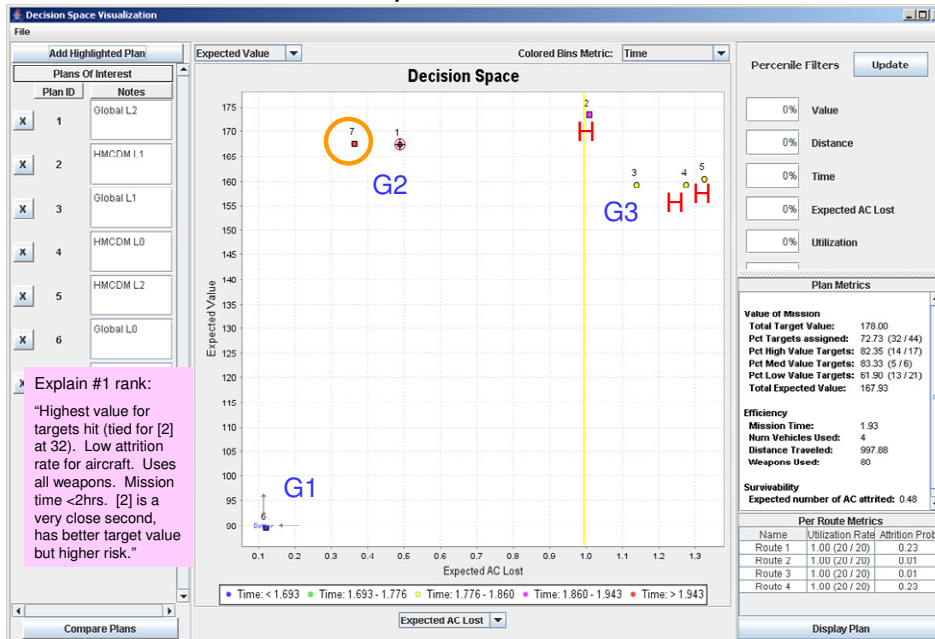 Decision Space Visualization
File
Add Highlighted Plan
Plans Of Interest
Plan ID Notes
X 1 Global L2
X 2 HMCDM L1
X 3 Global L1
X 4 HMCDM L0
X 5 HMCDM L2
X 6 Global L0
X
Explain #1 rank:
“Highest value for
targets hit (tied for [2]
at 32). Low attrition
rate for aircraft. Uses
all weapons. Mission
time <2hrs. [2] is a
very close second,
has better target value
but higher risk.”
Compare Plans
Expected Value
Colored Bins Metric: Time
Decision Space
Expected Value
175
170
165
160
155
150
145
140
135
130
125
120
115
110
105
100
95
90
7
1
2
3
4
5
6
G2
H
G3
H
H
G1
0.1 0.2 0.3 0.4 0.5 0.6 0.7 0.8 0.9 1.0 1.1 1.2 1.3
Expected AC Lost
Time: < 1.693 Time: 1.693 - 1.776 Time: 1.776 - 1.860 Time: 1.860 - 1.943 Time: > 1.943
Expected AC Lost
Percenile Filters Update
0% Value
0% Distance
0% Time
0% Expected AC Lost
0% Utilization
Plan Metrics
Value of Mission
Total Target Value: 178.00
Pct Targets assigned: 72.73 (32 / 44)
Pct High Value Targets: 82.35 (14 / 17)
Pct Med Value Targets: 83.33 (5 / 6)
Pct Low Value Targets: 61.90 (13 / 21)
Total Expected Value: 167.93
Efficiency
Mission Time: 1.93
Num Vehicles Used: 4
Distance Traveled: 997.88
Weapons Used: 80
Survivability
Expected number of AC attrited: 0.48
Per Route Metrics
Name Utilization Rate Attrition Prob
Route 1 1.00 (20 / 20) 0.23
Route 2 1.00 (20 / 20) 0.01
Route 3 1.00 (20 / 20) 0.01
Route 4 1.00 (20 / 20) 0.23
Display Plan